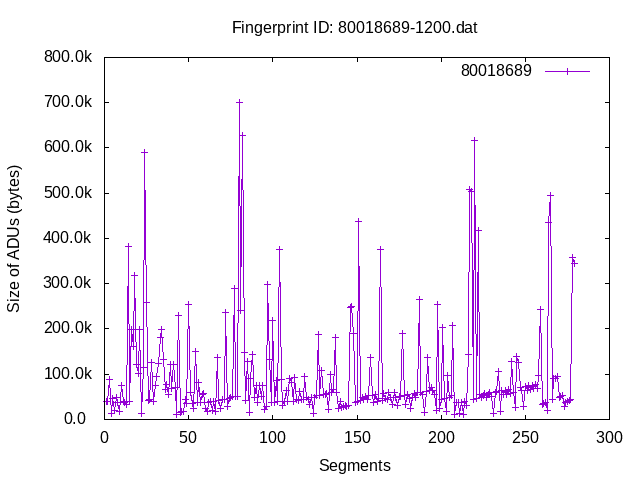 Fingerprint ID: 80018689-1200.dat
80018689
800.0k
700.0k
600.0k
500.0k
400.0k
300.0k
200.0k
100.0k
0.0
Size of ADUs (bytes)
0 50 100 150 200 250 300
Segments